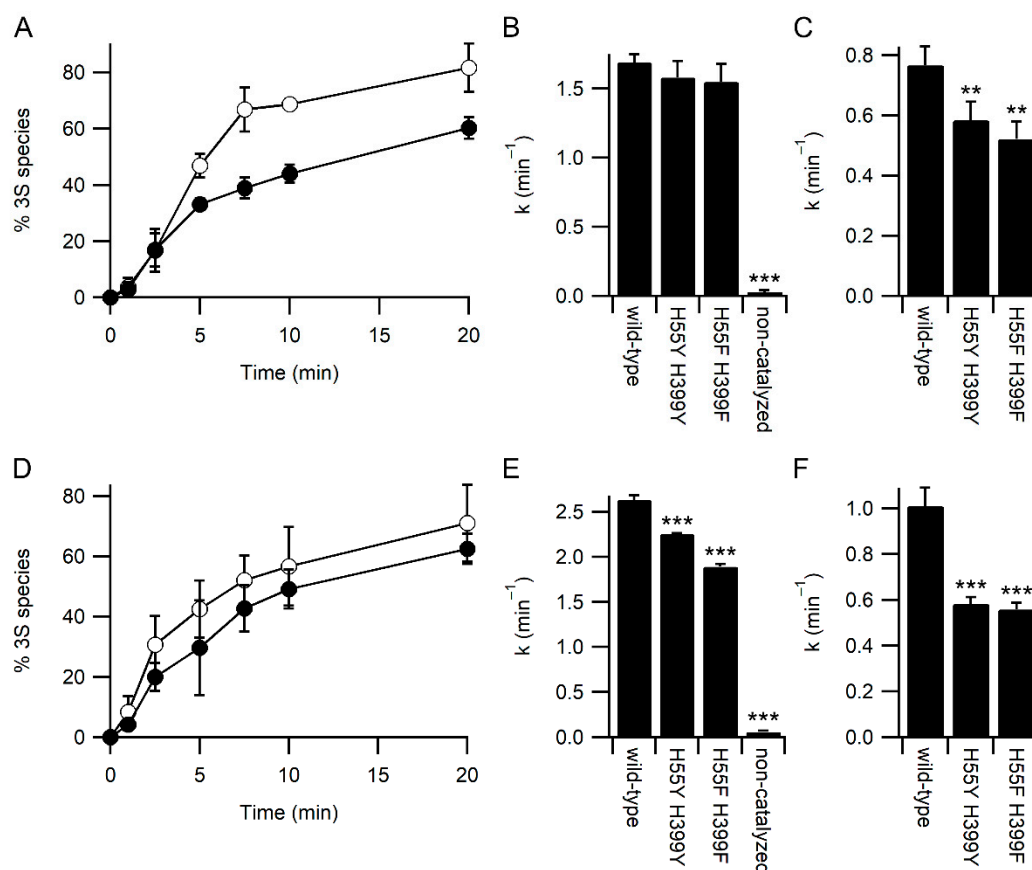 A
% 3S species
80
60
40
20
0
0
5
10
15
20
Time (min)
B
k (min⁻¹)
1.5
1.0
0.5
0.0
***
wild-type
H55Y H399Y
H55F H399F
non-catalyzed
C
k (min⁻¹)
0.8
0.6
0.4
0.2
0.0
**
**
wild-type
H55Y H399Y
H55F H399F
D
% 3S species
80
60
40
20
0
0
5
10
15
20
Time (min)
E
k (min⁻¹)
2.5
2.0
1.5
1.0
0.5
0.0
***
***
***
wild-type
H55Y H399Y
H55F H399F
non-catalyzed
F
k (min⁻¹)
1.0
0.8
0.6
0.4
0.2
0.0
***
***
wild-type
H55Y H399Y
H55F H399F